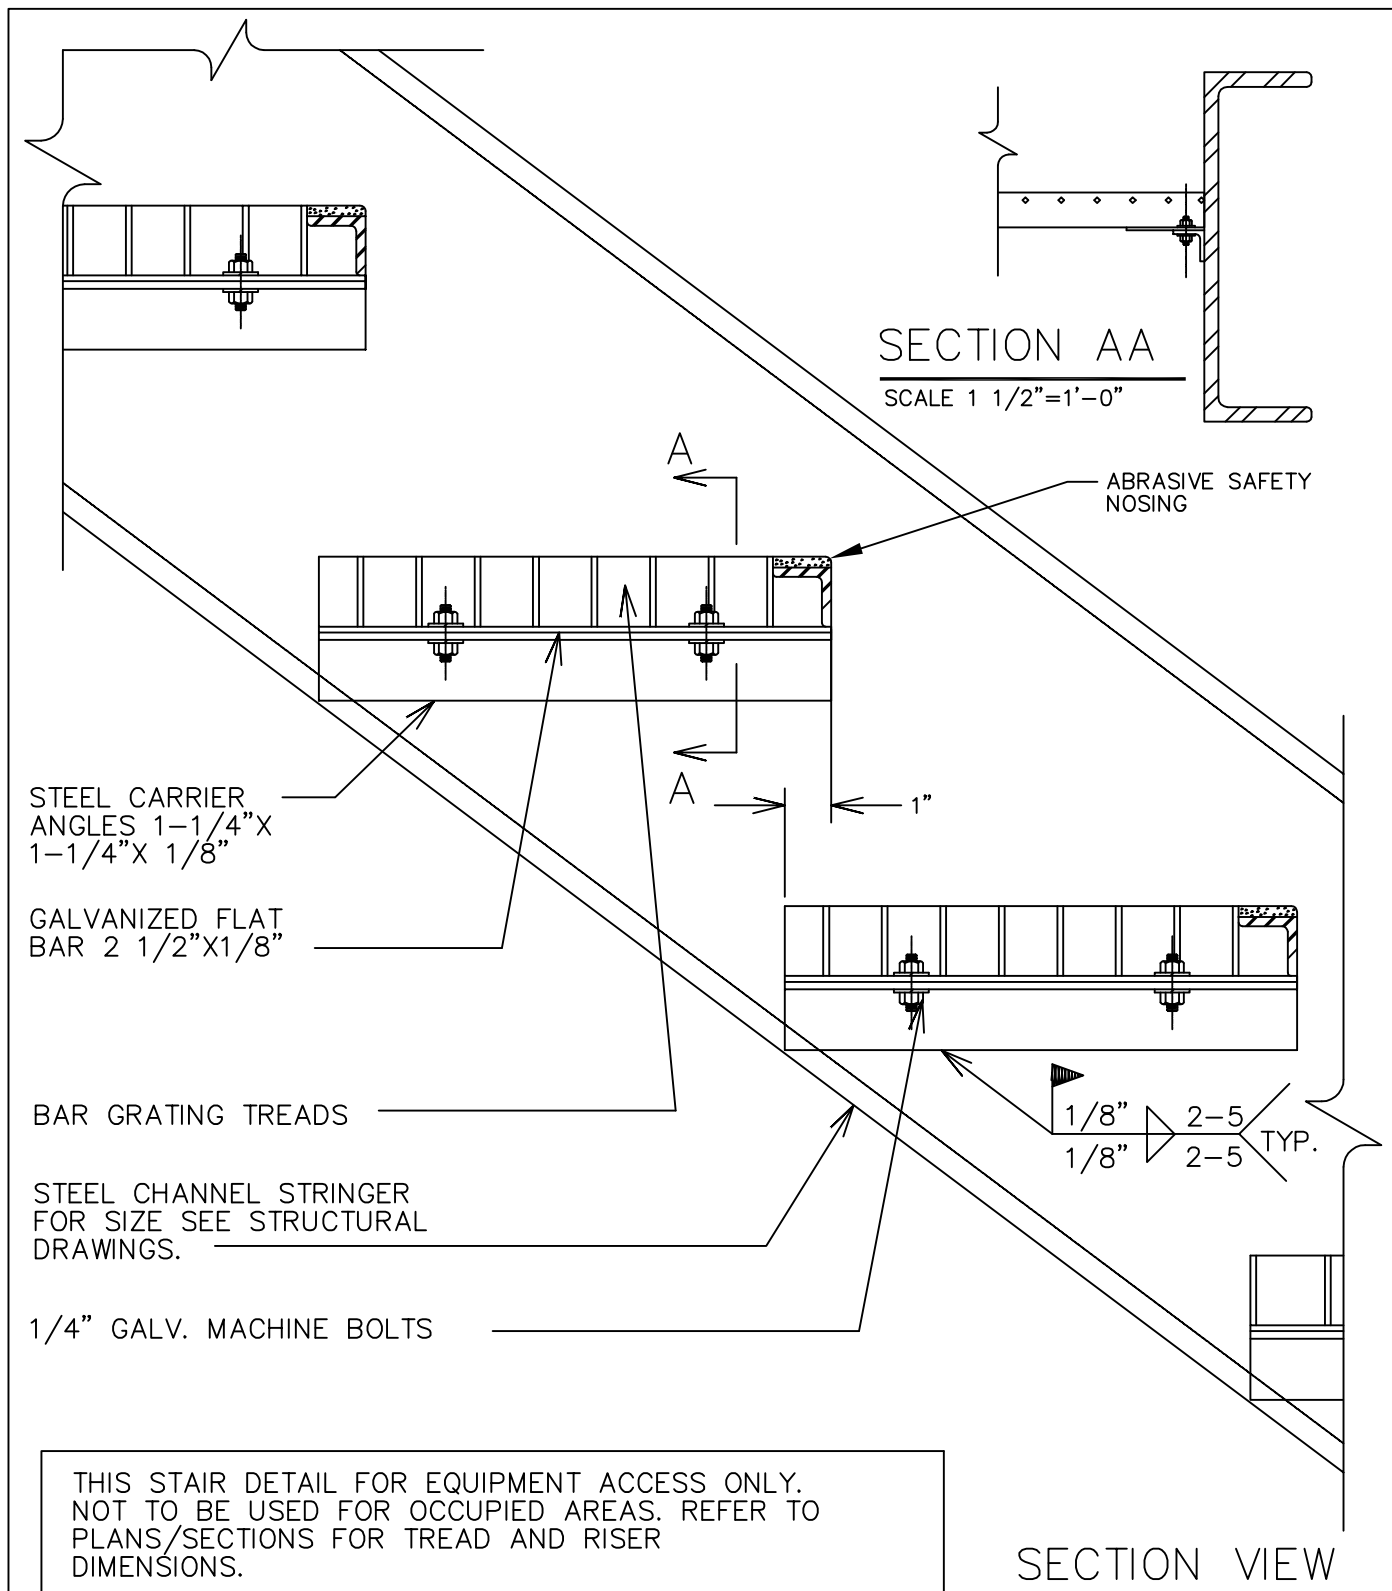 SECTION AA
SCALE 1 1/2"=1'-0"
A
ABRASIVE SAFETY
NOSING
A
1"
STEEL CARRIER
ANGLES 1-1/4"X
1-1/4"X 1/8"
GALVANIZED FLAT
BAR 2 1/2"X1/8"
BAR GRATING TREADS
1/8" 2-5
1/8" 2-5
TYP.
STEEL CHANNEL STRINGER
FOR SIZE SEE STRUCTURAL
DRAWINGS.
1/4" GALV. MACHINE BOLTS
THIS STAIR DETAIL FOR EQUIPMENT ACCESS ONLY.
NOT TO BE USED FOR OCCUPIED AREAS. REFER TO
PLANS/SECTIONS FOR TREAD AND RISER
DIMENSIONS.
SECTION VIEW